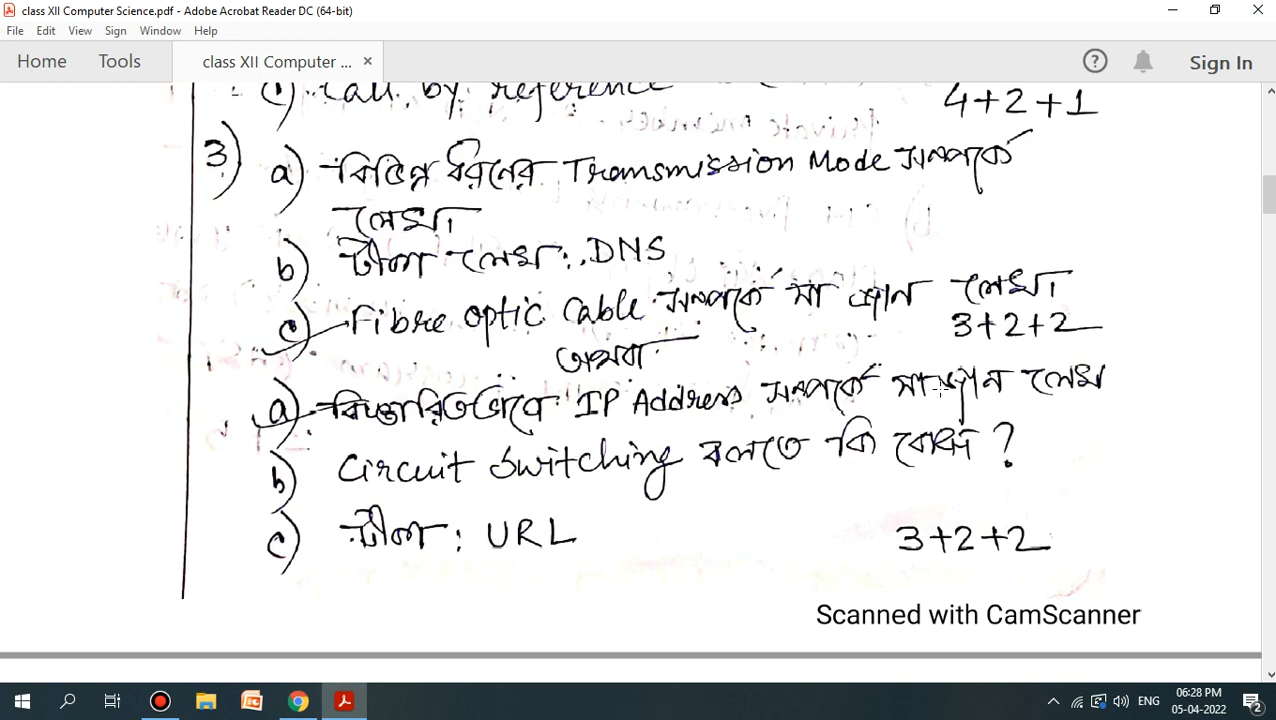 class XII Computer Science.pdf - Adobe Acrobat Reader DC (64-bit)
File Edit View Sign Window Help
Home Tools class XII Computer ... × Sign In
Call by reference
4+2+1
3) a) বিভিন্ন ধরনের Transmission Mode সম্পর্কে
লেখো।
b) টীকা লেখো: DNS
c) Fibre optic Cable সম্পর্কে যা জান লেখো।
3+2+2
অথবা
a) বিস্তারিতভাবে IP Address সম্পর্কে যা জান লেখ
b) Circuit Switching বলতে কি বোঝ ?
c) টীকা : URL 3+2+2
Scanned with CamScanner
ENG
06:28 PM
05-04-2022
2